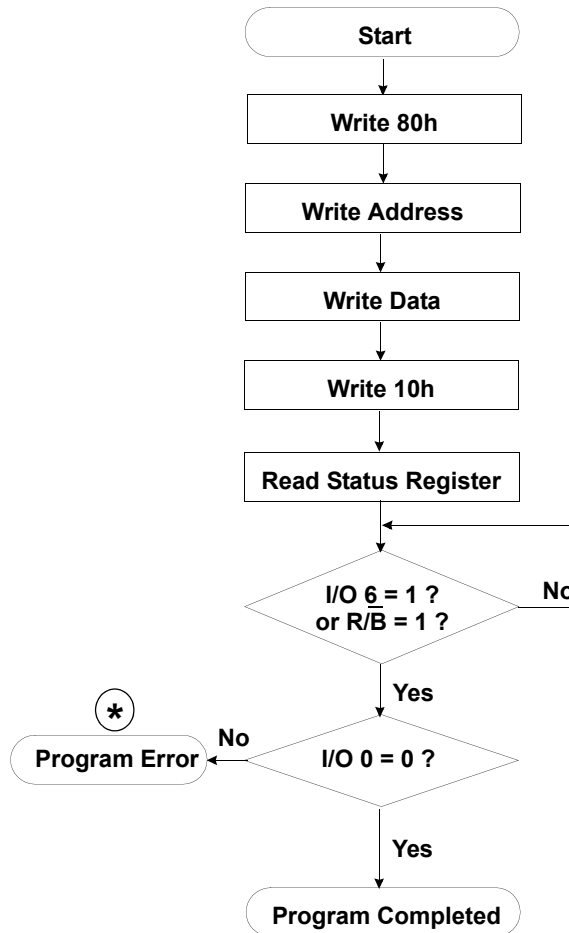 Start
Write 80h
Write Address
Write Data
Write 10h
Read Status Register
I/O 6 = 1 ?
or R/B̅ = 1 ?
No
Yes
*
No
Program Error
I/O 0 = 0 ?
Yes
Program Completed